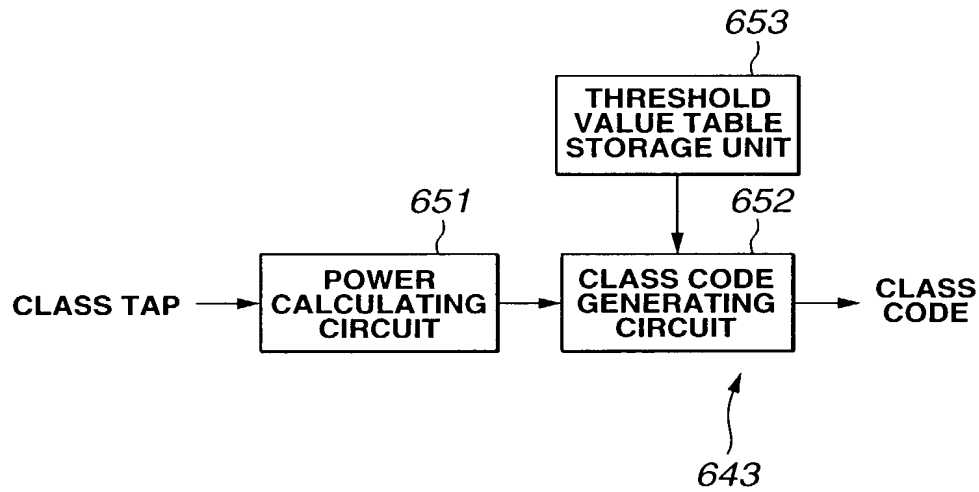 653
THRESHOLD
VALUE TABLE
STORAGE UNIT
651
652
CLASS TAP
POWER
CALCULATING
CIRCUIT
CLASS CODE
GENERATING
CIRCUIT
CLASS
CODE
643